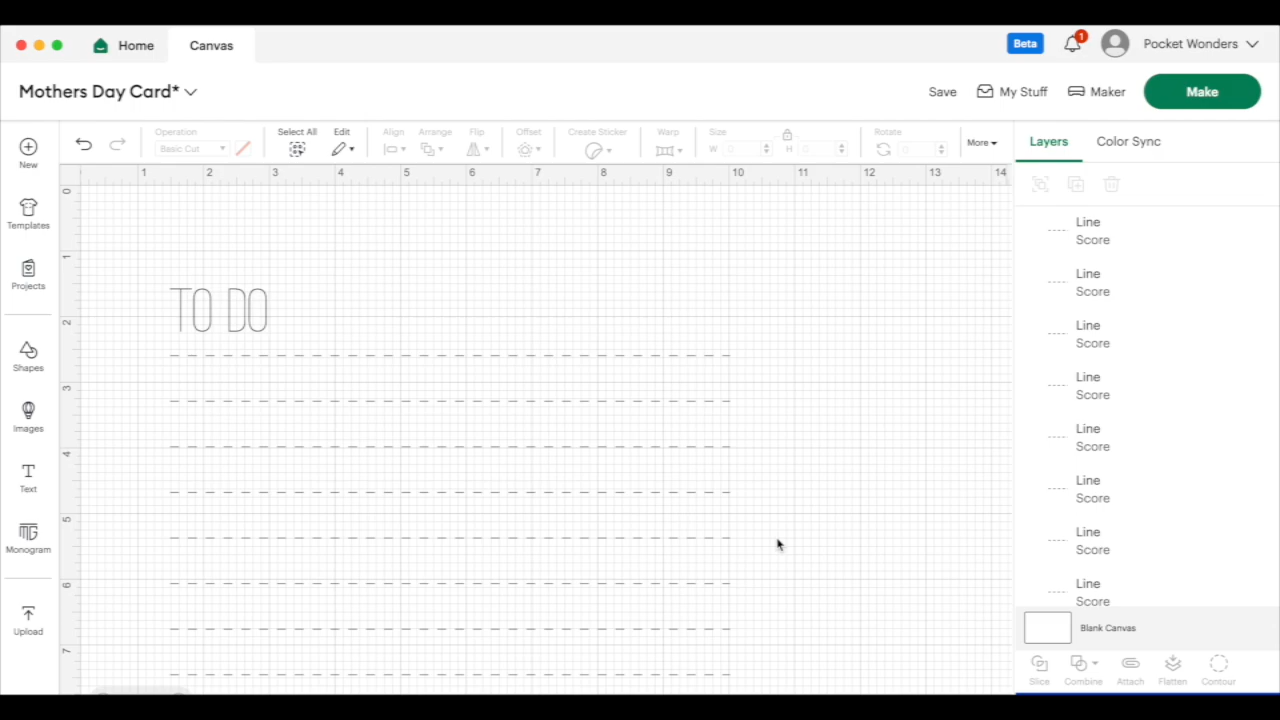 Home
Canvas
Beta
1
Pocket Wonders
Mothers Day Card*
Save
My Stuff
Maker
Make
New
Templates
Projects
Shapes
Images
Text
Monogram
Upload
Operation
Basic Cut
Select All
Edit
Align
Arrange
Flip
Offset
Create Sticker
Warp
Size
W 0
H 0
Rotate
0
More
0 1 2 3 4 5 6 7 8 9 10 11 12 13 14
1
2
3
4
5
6
7
TO DO
Layers
Color Sync
Line
Score
Line
Score
Line
Score
Line
Score
Line
Score
Line
Score
Line
Score
Line
Score
Blank Canvas
Slice
Combine
Attach
Flatten
Contour